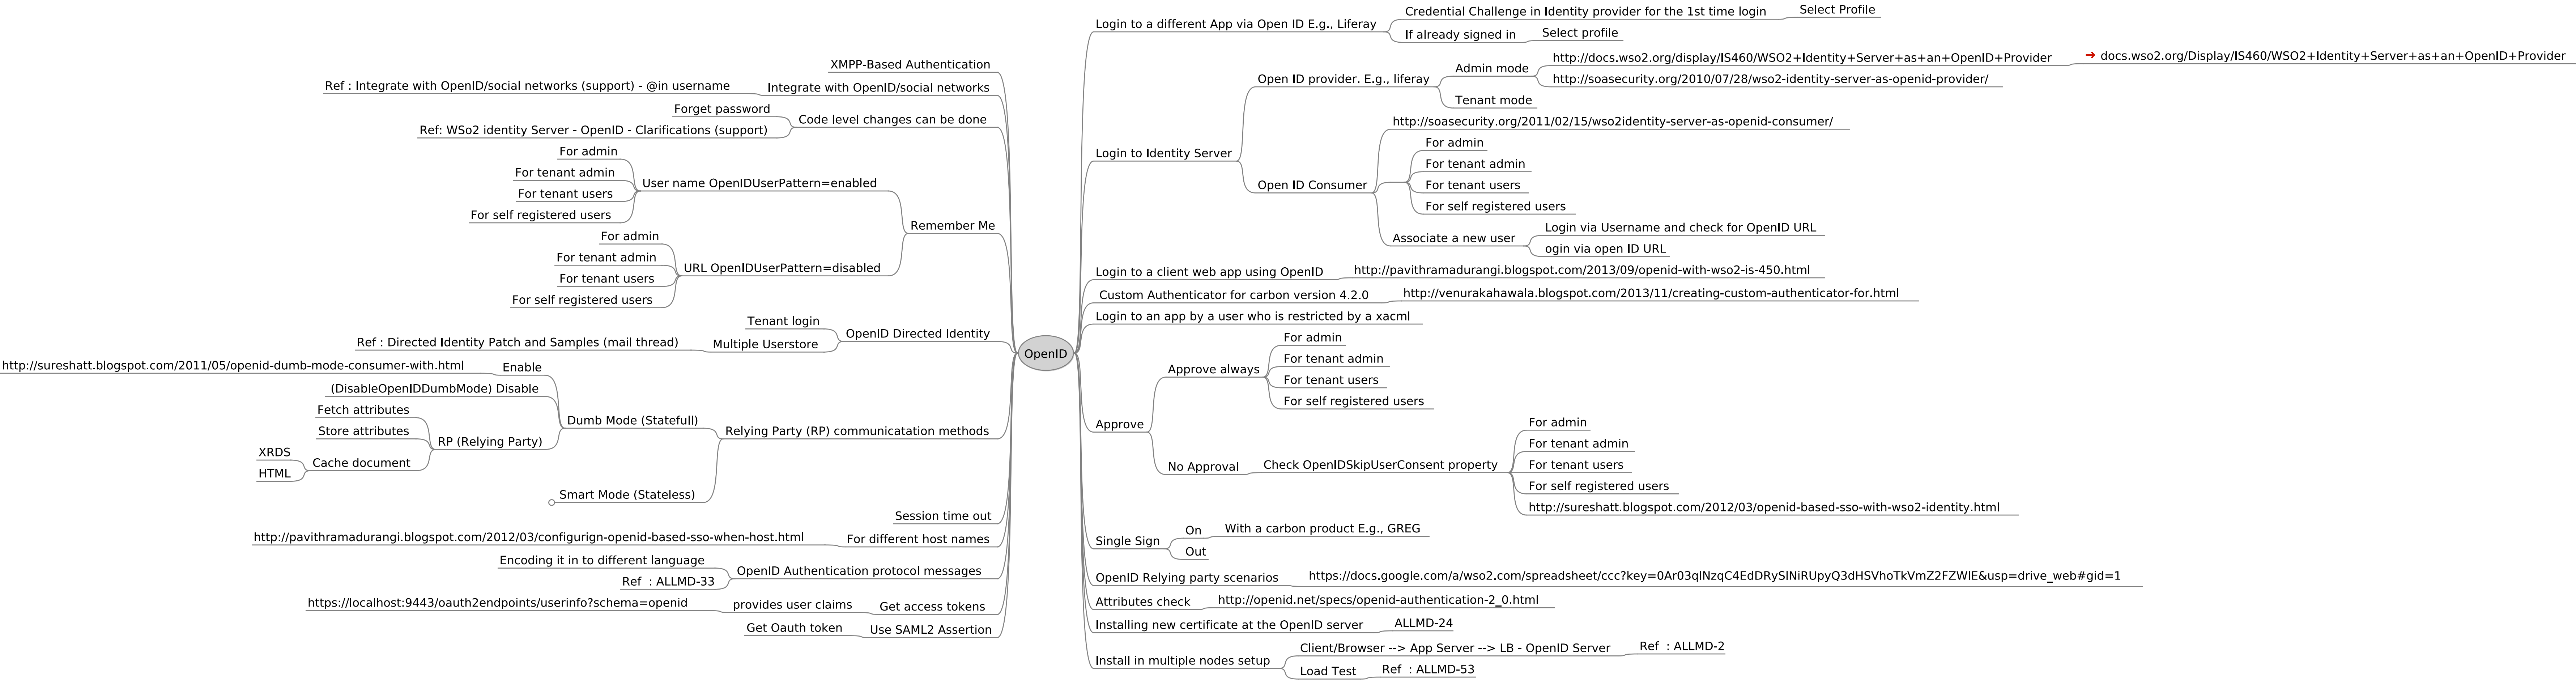 OpenID
Login to a different App via Open ID E.g., Liferay
Credential Challenge in Identity provider for the 1st time login
Select Profile
If already signed in
Select profile
Login to Identity Server
Open ID provider. E.g., liferay
Admin mode
http://docs.wso2.org/display/IS460/WSO2+Identity+Server+as+an+OpenID+Provider
docs.wso2.org/Display/IS460/WSO2+Identity+Server+as+an+OpenID+Provider
http://soasecurity.org/2010/07/28/wso2-identity-server-as-openid-provider/
Tenant mode
Open ID Consumer
http://soasecurity.org/2011/02/15/wso2identity-server-as-openid-consumer/
For admin
For tenant admin
For tenant users
For self registered users
Associate a new user
Login via Username and check for OpenID URL
ogin via open ID URL
Login to a client web app using OpenID
http://pavithramadurangi.blogspot.com/2013/09/openid-with-wso2-is-450.html
Custom Authenticator for carbon version 4.2.0
http://venurakahawala.blogspot.com/2013/11/creating-custom-authenticator-for.html
Login to an app by a user who is restricted by a xacml
Approve
Approve always
For admin
For tenant admin
For tenant users
For self registered users
No Approval
Check OpenIDSkipUserConsent property
For admin
For tenant admin
For tenant users
For self registered users
http://sureshatt.blogspot.com/2012/03/openid-based-sso-with-wso2-identity.html
Single Sign
On
With a carbon product E.g., GREG
Out
OpenID Relying party scenarios
https://docs.google.com/a/wso2.com/spreadsheet/ccc?key=0Ar03qINzqC4EdDRySlNiRUpyQ3dHSVhoTkVmZ2FZWlE&usp=drive_web#gid=1
Attributes check
http://openid.net/specs/openid-authentication-2_0.html
Installing new certificate at the OpenID server
ALLMD-24
Install in multiple nodes setup
Client/Browser --> App Server --> LB - OpenID Server
Ref : ALLMD-2
Load Test
Ref : ALLMD-53
XMPP-Based Authentication
Integrate with OpenID/social networks
Ref : Integrate with OpenID/social networks (support) - @in username
Code level changes can be done
Forget password
Ref: WSo2 identity Server - OpenID - Clarifications (support)
Remember Me
User name OpenIDUserPattern=enabled
For admin
For tenant admin
For tenant users
For self registered users
URL OpenIDUserPattern=disabled
For admin
For tenant admin
For tenant users
For self registered users
OpenID Directed Identity
Tenant login
Multiple Userstore
Ref : Directed Identity Patch and Samples (mail thread)
Relying Party (RP) communicatation methods
Dumb Mode (Statefull)
Enable
http://sureshatt.blogspot.com/2011/05/openid-dumb-mode-consumer-with.html
(DisableOpenIDDumbMode) Disable
RP (Relying Party)
Fetch attributes
Store attributes
Cache document
XRDS
HTML
Smart Mode (Stateless)
Session time out
For different host names
http://pavithramadurangi.blogspot.com/2012/03/configurign-openid-based-sso-when-host.html
OpenID Authentication protocol messages
Encoding it in to different language
Ref : ALLMD-33
Get access tokens
provides user claims
https://localhost:9443/oauth2endpoints/userinfo?schema=openid
Use SAML2 Assertion
Get Oauth token